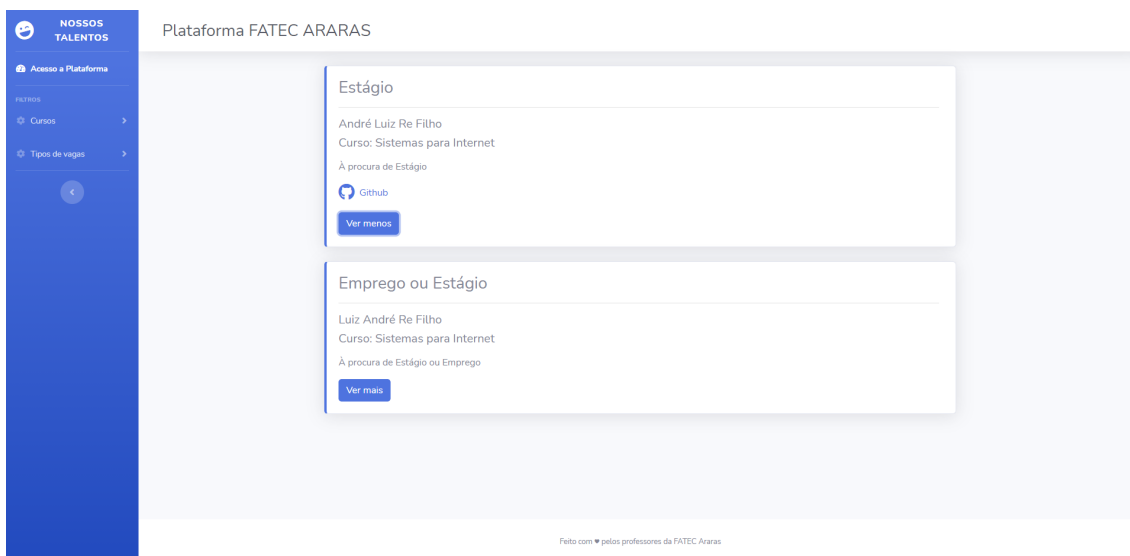 NOSSOS
TALENTOS
Plataforma FATEC ARARAS
Acesso a Plataforma
FILTROS
Cursos
Tipos de vagas
Estágio
André Luiz Re Filho
Curso: Sistemas para Internet
À procura de Estágio
Github
Ver menos
Emprego ou Estágio
Luiz André Re Filho
Curso: Sistemas para Internet
À procura de Estágio ou Emprego
Ver mais
Feito com ♥ pelos professores da FATEC Araras